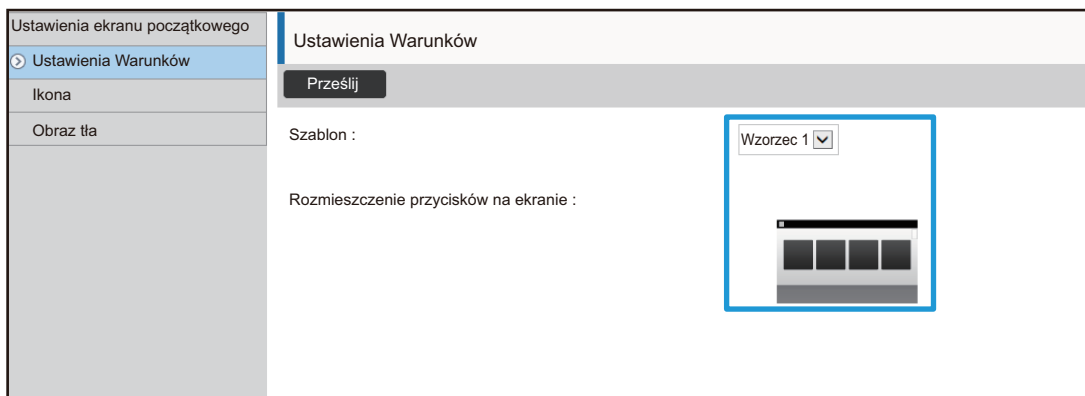 Ustawienia ekranu początkowego
Ustawienia Warunków
Ikona
Obraz tła
Ustawienia Warunków
Prześlij
Szablon :
Wzorzec 1
Rozmieszczenie przycisków na ekranie :